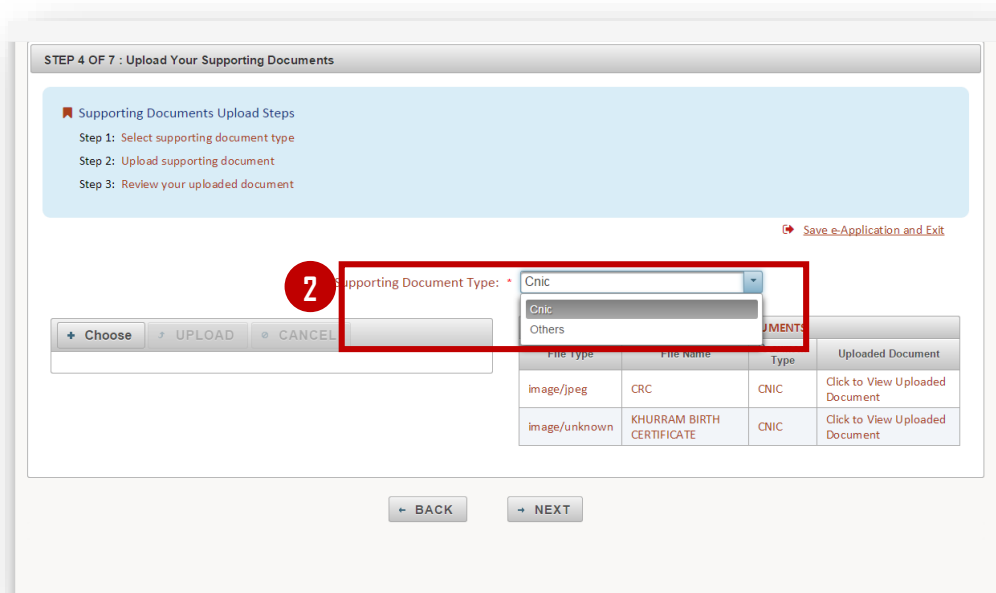 STEP 4 OF 7 : Upload Your Supporting Documents
Supporting Documents Upload Steps
Step 1: Select supporting document type
Step 2: Upload supporting document
Step 3: Review your uploaded document
Save e-Application and Exit
2
upporting Document Type: * Cnic
Cnic
Others
+ Choose UPLOAD CANCEL
UMENTS
File Type File Name Type Uploaded Document
image/jpeg CRC CNIC Click to View Uploaded Document
image/unknown KHURRAM BIRTH CERTIFICATE CNIC Click to View Uploaded Document
← BACK → NEXT